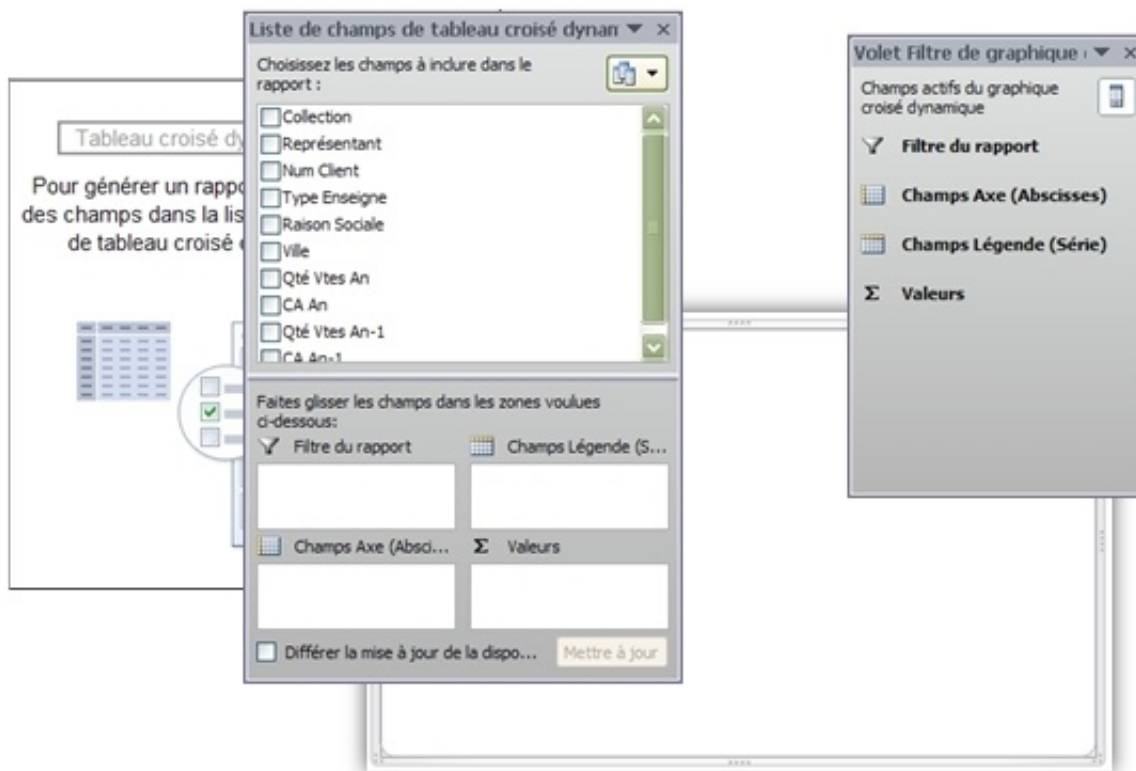 Liste de champs de tableau croisé dynam
Choisissez les champs à inclure dans le
rapport :
Collection
Représentant
Num Client
Type Enseigne
Raison Sociale
Ville
Qté Vtes An
CA An
Qté Vtes An-1
CA An-1
Faites glisser les champs dans les zones voulues
ci-dessous:
Filtre du rapport
Champs Légende (S...
Champs Axe (Absci...
Σ Valeurs
Différer la mise à jour de la dispo...
Mettre à jour
Tableau croisé dy
Pour générer un rappo
des champs dans la lis
de tableau croisé
Volet Filtre de graphique
Champs actifs du graphique
croisé dynamique
Filtre du rapport
Champs Axe (Abscisses)
Champs Légende (Série)
Σ Valeurs